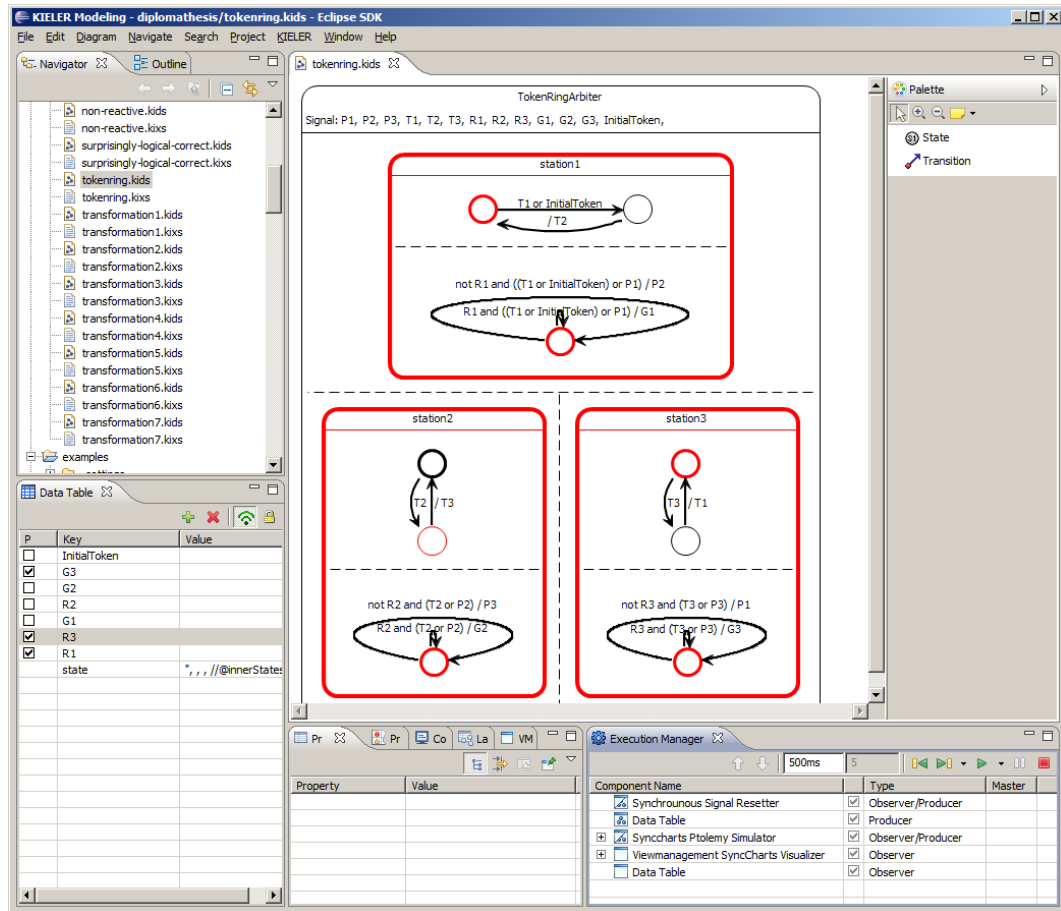 KIELER Modeling - diplomathesis/tokenring.kids - Eclipse SDK
File Edit Diagram Navigate Search Project KIELER Window Help
Navigator Outline
non-reactive.kids
non-reactive.kixs
surprisingly-logical-correct.kids
surprisingly-logical-correct.kixs
tokenring.kids
tokenring.kixs
transformation1.kids
transformation1.kixs
transformation2.kids
transformation2.kixs
transformation3.kids
transformation3.kixs
transformation4.kids
transformation4.kixs
transformation5.kids
transformation5.kixs
transformation6.kids
transformation6.kixs
transformation7.kids
transformation7.kixs
examples
Data Table
P Key Value
InitialToken
G3
G2
R2
G1
R3
R1
state ", , , //@innerStates
tokenring.kids
TokenRingArbiter
Signal: P1, P2, P3, T1, T2, T3, R1, R2, R3, G1, G2, G3, InitialToken,
station1
T1 or InitialToken
/ T2
not R1 and ((T1 or InitialToken) or P1) / P2
R1 and ((T1 or InitialToken) or P1) / G1
station2
T2 / T3
not R2 and (T2 or P2) / P3
R2 and (T2 or P2) / G2
station3
T3 / T1
not R3 and (T3 or P3) / P1
R3 and (T3 or P3) / G3
Palette
State
Transition
Pr Pr Co La VM
Property Value
Execution Manager
500ms 5
Component Name Type Master
Synchrounous Signal Resetter Observer/Producer
Data Table Producer
Synccharts Ptolemy Simulator Observer/Producer
Viewmanagement SyncCharts Visualizer Observer
Data Table Observer